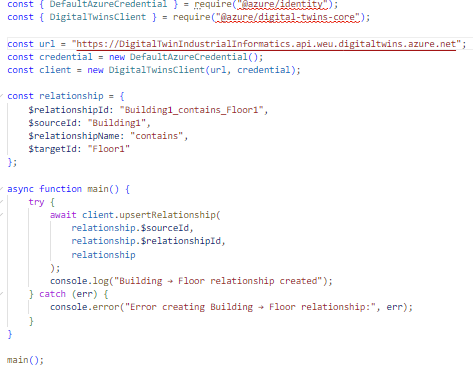 const { DefaultAzureCredential } = require("@azure/identity");
const { DigitalTwinsClient } = require("@azure/digital-twins-core");

const url = "https://DigitalTwinIndustrialInformatics.api.weu.digitaltwins.azure.net";
const credential = new DefaultAzureCredential();
const client = new DigitalTwinsClient(url, credential);

const relationship = {
    $relationshipId: "Building1_contains_Floor1",
    $sourceId: "Building1",
    $relationshipName: "contains",
    $targetId: "Floor1"
};

async function main() {
    try {
        await client.upsertRelationship(
            relationship.$sourceId,
            relationship.$relationshipId,
            relationship
        );
        console.log("Building → Floor relationship created");
    } catch (err) {
        console.error("Error creating Building → Floor relationship:", err);
    }
}

main();